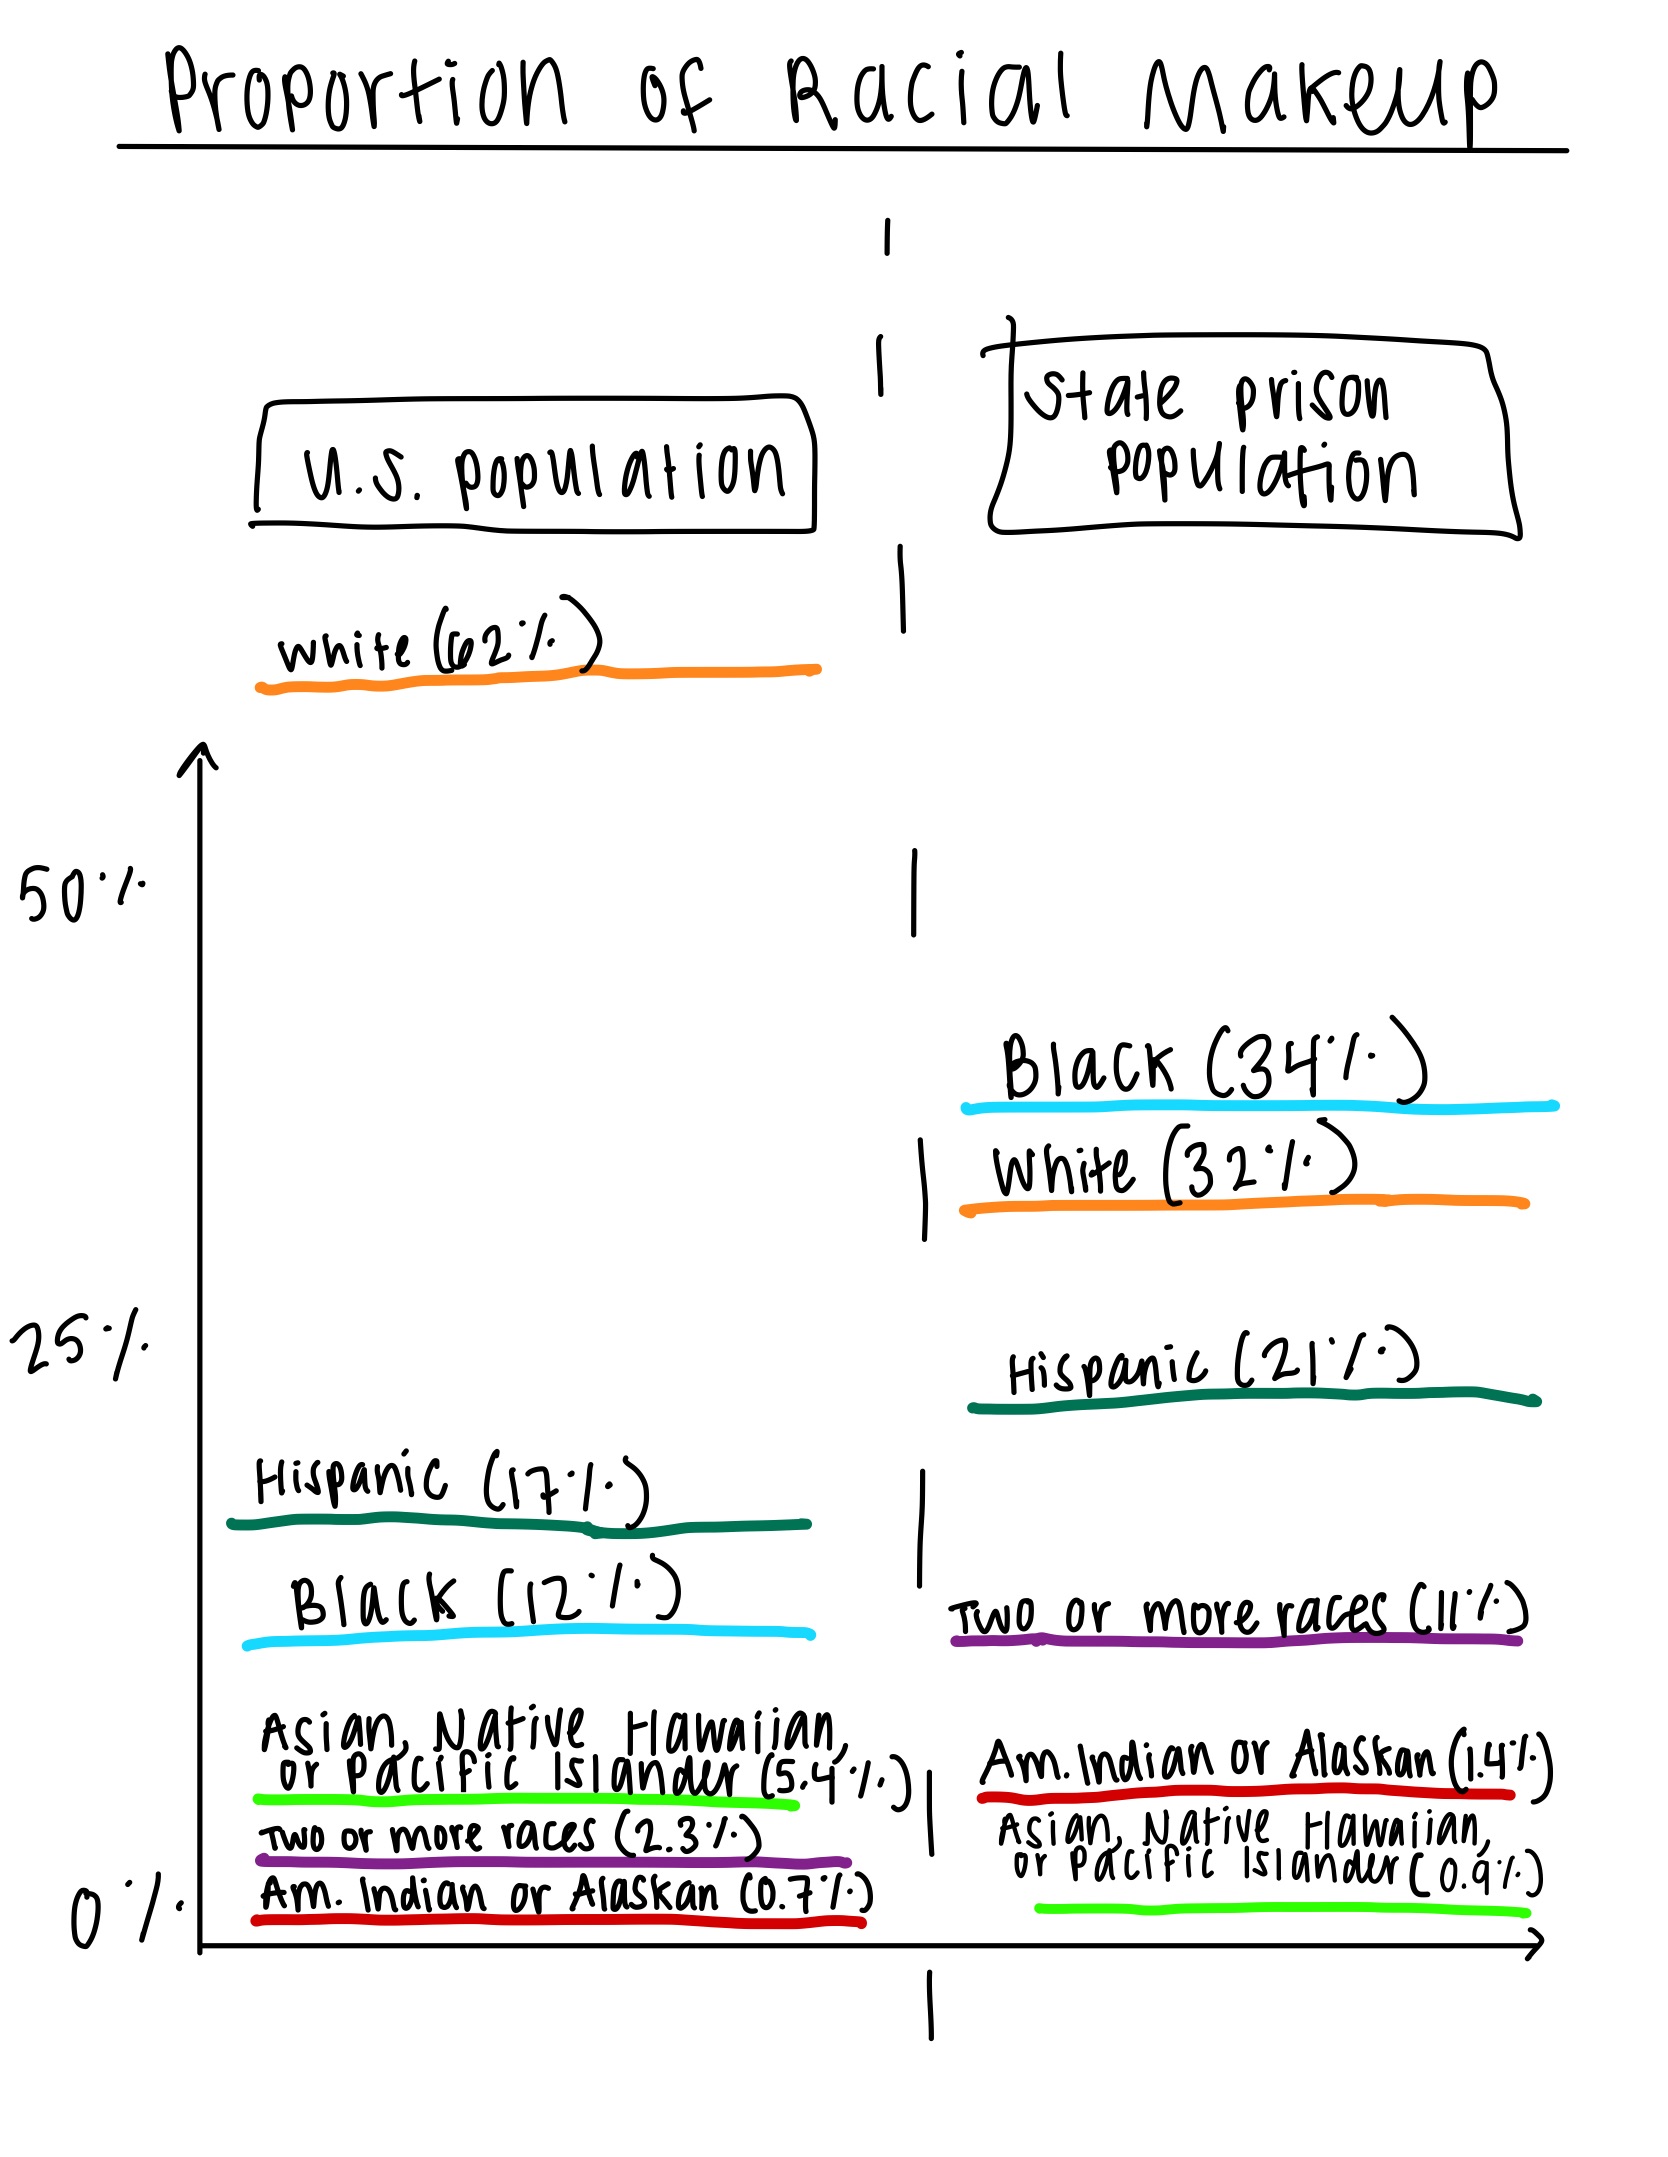 Proportion of Racial Makeup
U.S. population
State prison
population
white (62%)
50%
Black (34%)
White (32%)
25%
Hispanic (21%)
Hispanic (17%)
Black (12%)
Two or more races (11%)
Asian, Native Hawaiian,
or Pacific Islander (5.4%)
Two or more races (2.3%)
Am. Indian or Alaskan (0.7%)
Am. Indian or Alaskan (1.4%)
Asian, Native Hawaiian,
or Pacific Islander (0.9%)
0%